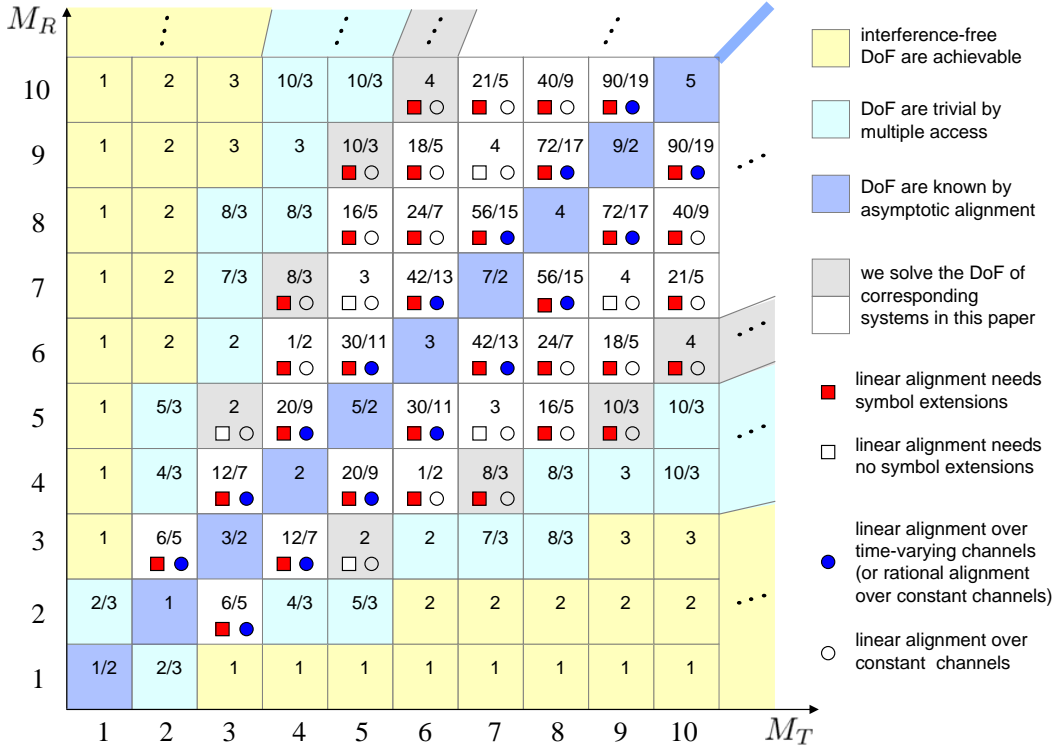 M_R
10 1 2 3 10/3 10/3 4 21/5 40/9 90/19 5
9 1 2 3 3 10/3 18/5 4 72/17 9/2 90/19
8 1 2 8/3 8/3 16/5 24/7 56/15 4 72/17 40/9
7 1 2 7/3 8/3 3 42/13 7/2 56/15 4 21/5
6 1 2 2 1/2 30/11 3 42/13 24/7 18/5 4
5 1 5/3 2 20/9 5/2 30/11 3 16/5 10/3 10/3
4 1 4/3 12/7 2 20/9 1/2 8/3 8/3 3 10/3
3 1 6/5 3/2 12/7 2 2 7/3 8/3 3 3
2 2/3 1 6/5 4/3 5/3 2 2 2 2 2
1 1/2 2/3 1 1 1 1 1 1 1 1
1 2 3 4 5 6 7 8 9 10 M_T
interference-free
DoF are achievable
DoF are trivial by
multiple access
DoF are known by
asymptotic alignment
we solve the DoF of
corresponding
systems in this paper
linear alignment needs
symbol extensions
linear alignment needs
no symbol extensions
linear alignment over
time-varying channels
(or rational alignment
over constant channels)
linear alignment over
constant channels